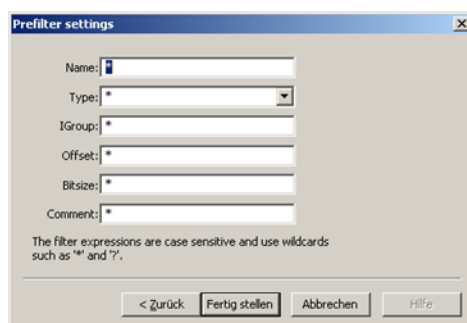 Prefilter settings
Name: *
Type: *
IGroup: *
Offset: *
Bitsize: *
Comment: *
The filter expressions are case sensitive and use wildcards
such as '*' and '?'.
< Zurück Fertig stellen Abbrechen Hilfe